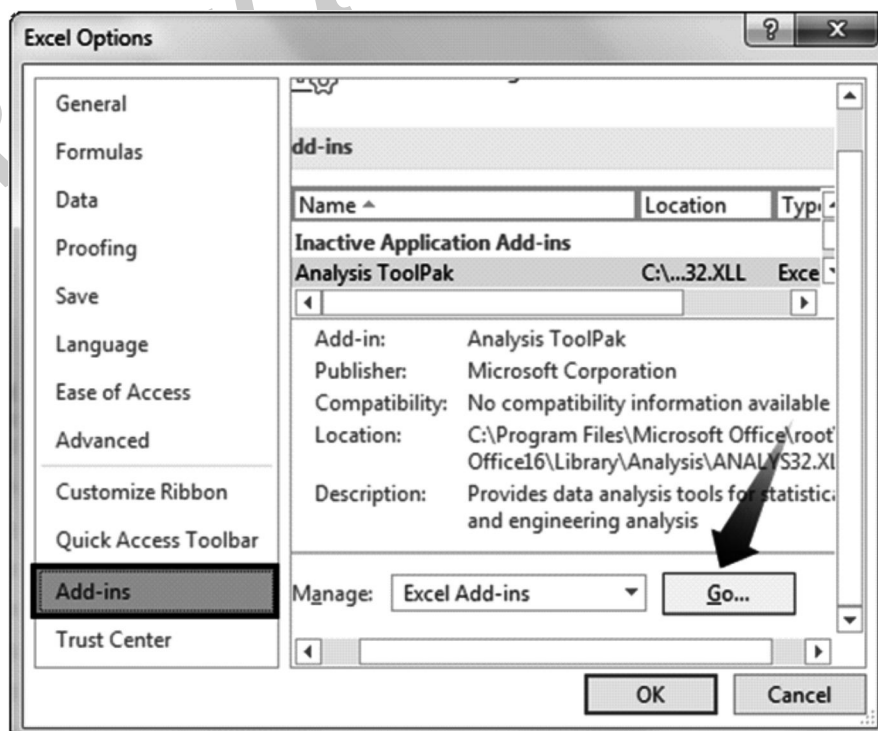 Excel Options
General
Formulas
Data
Proofing
Save
Language
Ease of Access
Advanced
Customize Ribbon
Quick Access Toolbar
Add-ins
Trust Center
dd-ins
Name Location Typ
Inactive Application Add-ins
Analysis ToolPak C:\...32.XLL Exce
Add-in: Analysis ToolPak
Publisher: Microsoft Corporation
Compatibility: No compatibility information available
Location: C:\Program Files\Microsoft Office\root\
Office16\Library\Analysis\ANALYS32.XL
Description: Provides data analysis tools for statistic
and engineering analysis
Manage: Excel Add-ins Go...
OK Cancel